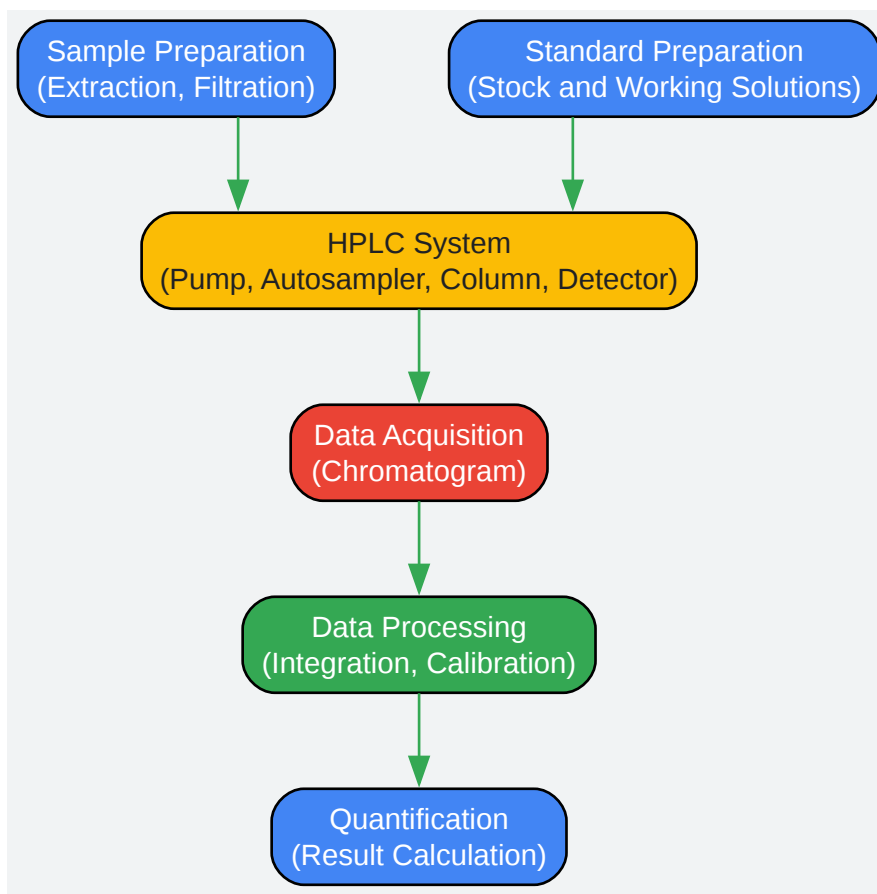 Sample Preparation
(Extraction, Filtration)
Standard Preparation
(Stock and Working Solutions)
HPLC System
(Pump, Autosampler, Column, Detector)
Data Acquisition
(Chromatogram)
Data Processing
(Integration, Calibration)
Quantification
(Result Calculation)